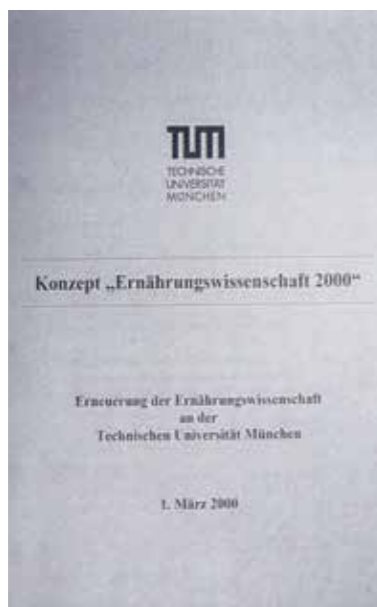 TUM
TECHNISCHE
UNIVERSITÄT
MÜNCHEN
Konzept „Ernährungswissenschaft 2000“
Erneuerung der Ernährungswissenschaft
an der
Technischen Universität München
1. März 2000